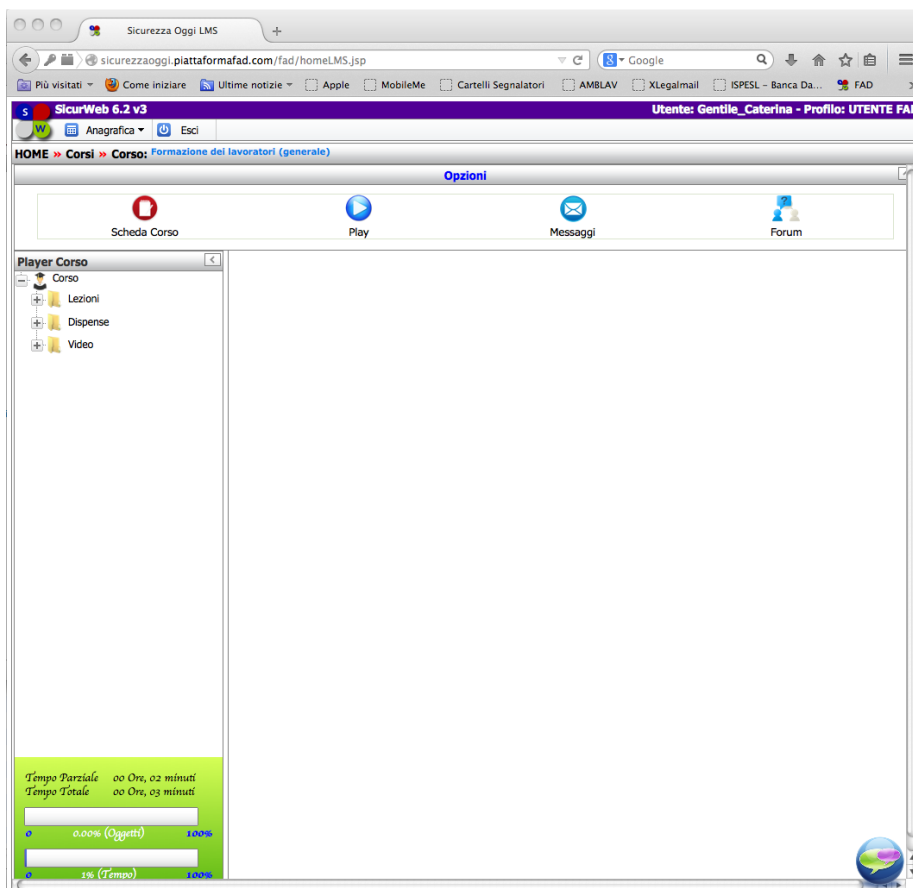 Sicurezza Oggi LMS
sicurezzaoggi.piattaformafad.com/fad/homeLMS.jsp
Google
Più visitati
Come iniziare
Ultime notizie
Apple
MobileMe
Cartelli Segnalatori
AMBLAV
XLegalmail
ISPESL - Banca Da...
FAD
S
W
SicurWeb 6.2 v3
Utente: Gentile_Caterina - Profilo: UTENTE FA
Anagrafica
Esci
HOME » Corsi » Corso: Formazione dei lavoratori (generale)
Opzioni
Scheda Corso
Play
Messaggi
Forum
Player Corso
Corso
Lezioni
Dispense
Video
Tempo Parziale 00 Ore, 02 minuti
Tempo Totale 00 Ore, 03 minuti
0 0.00% (Oggetti) 100%
0 1% (Tempo) 100%